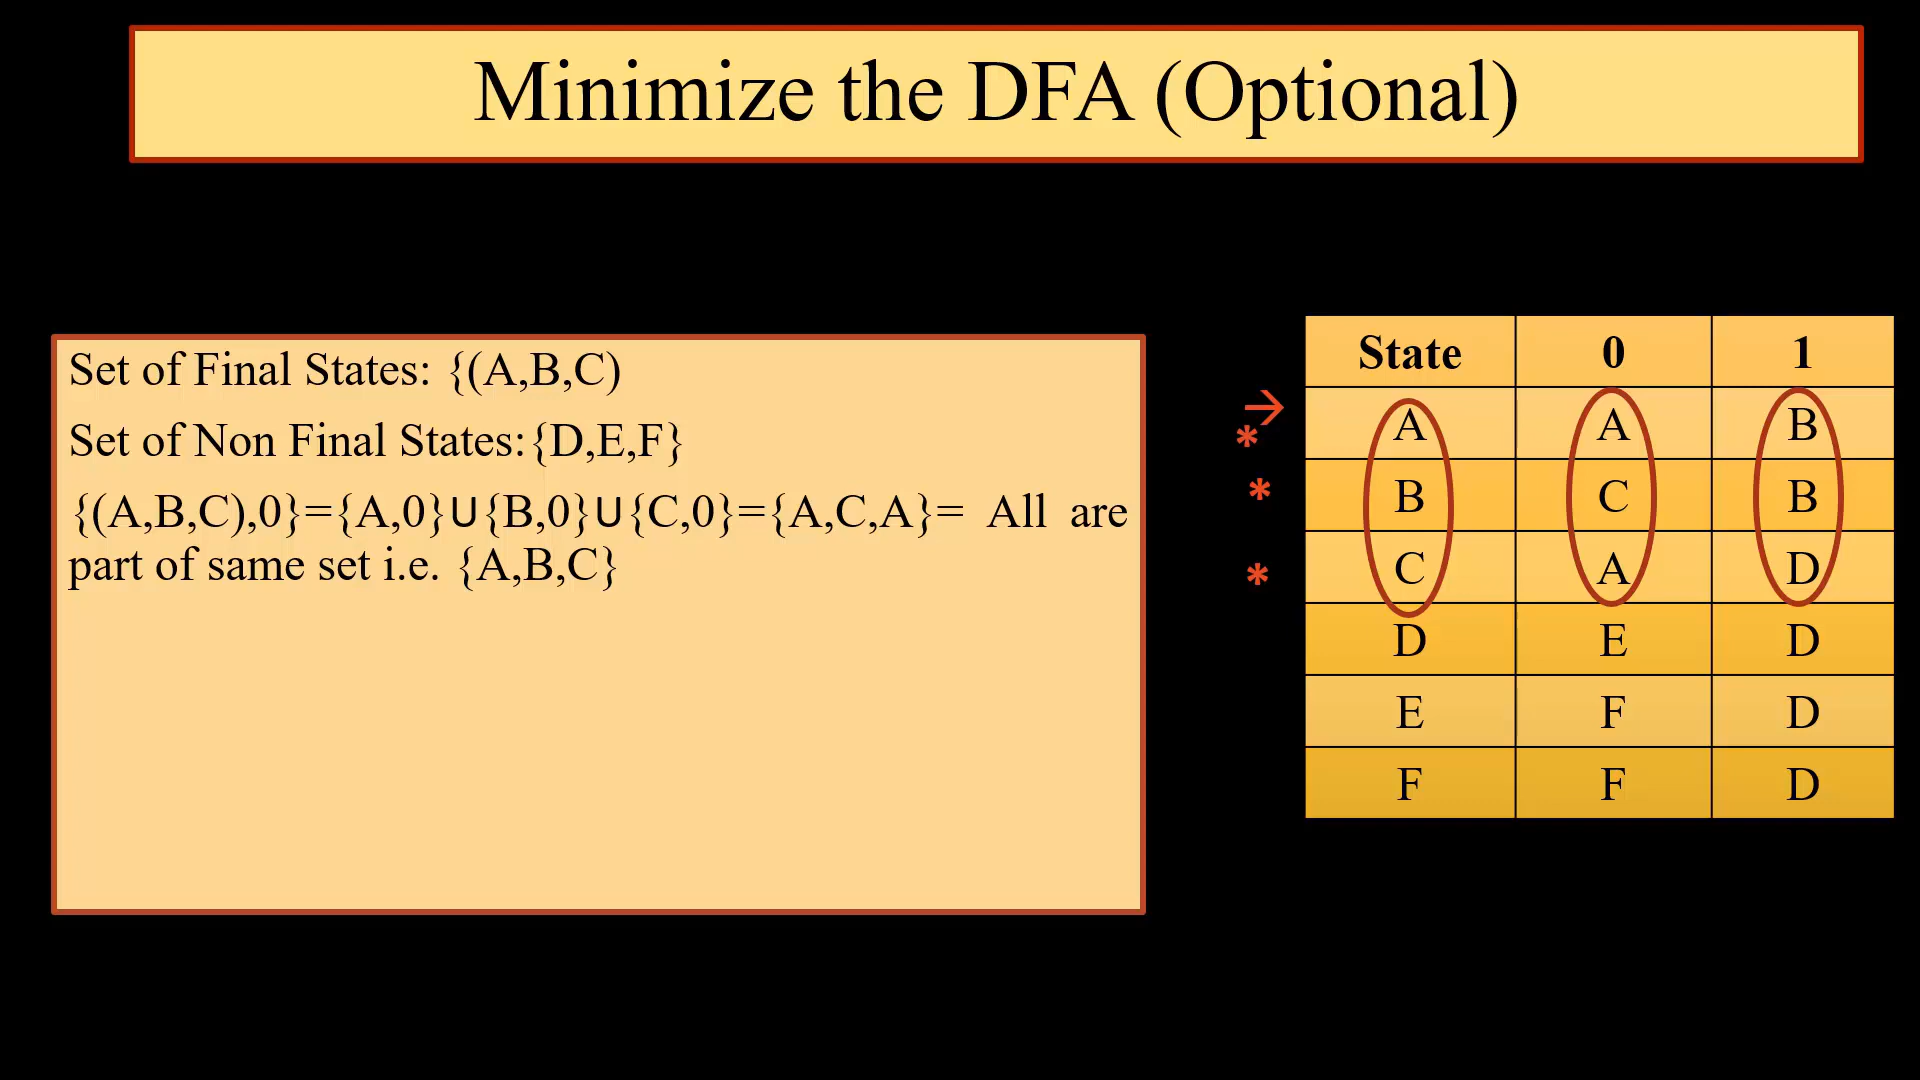 Minimize the DFA (Optional)
Set of Final States: {(A,B,C)
Set of Non Final States:{D,E,F}
{(A,B,C),0}={A,0}∪{B,0}∪{C,0}={A,C,A}= All are
part of same set i.e. {A,B,C}
State 0 1
→
* A A B
* B C B
* C A D
D E D
E F D
F F D